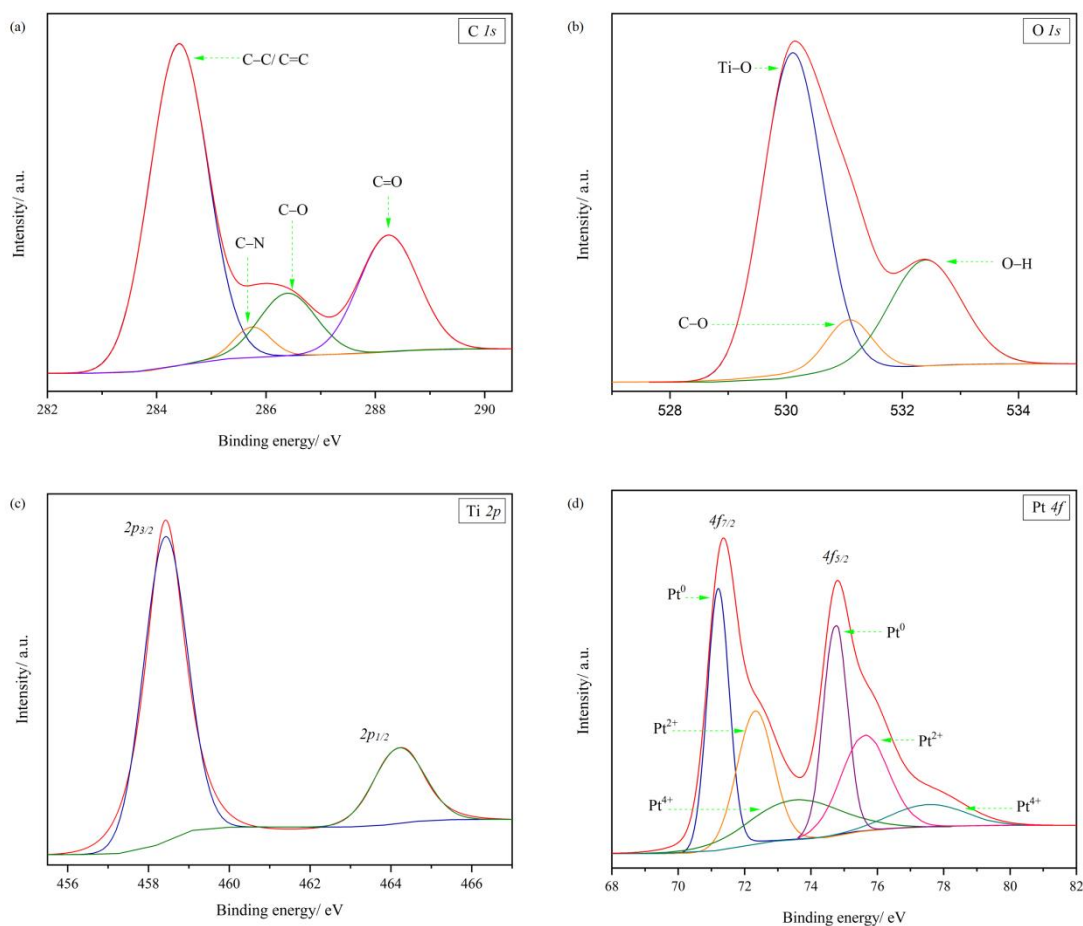 (a)
C 1s
C–C/ C=C
C=O
C–O
C–N
Intensity/ a.u.
282 284 286 288 290
Binding energy/ eV
(b)
O 1s
Ti–O
O–H
C–O
Intensity/ a.u.
528 530 532 534
Binding energy/ eV
(c)
Ti 2p
2p3/2
2p1/2
Intensity/ a.u.
456 458 460 462 464 466
Binding energy/ eV
(d)
Pt 4f
4f7/2
4f5/2
Pt0
Pt0
Pt2+
Pt2+
Pt4+
Pt4+
Intensity/ a.u.
68 70 72 74 76 78 80 82
Binding energy/ eV